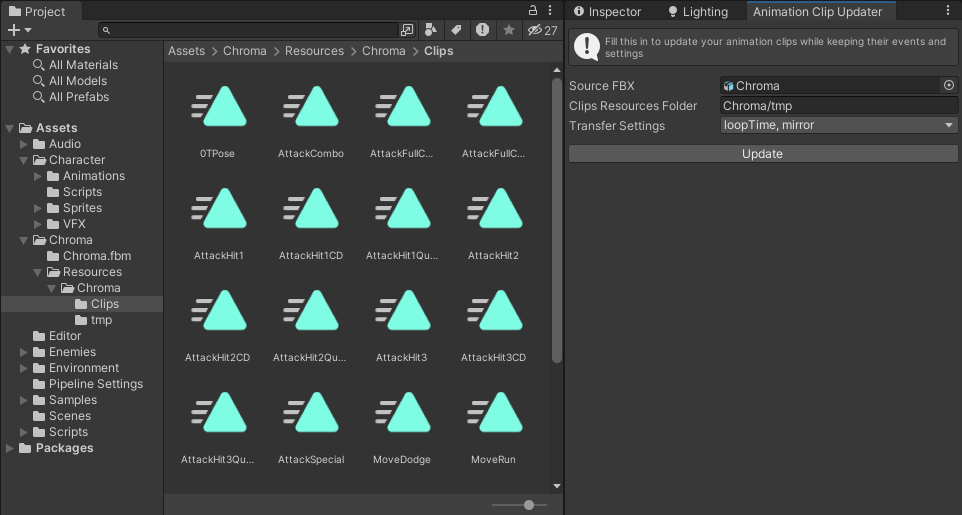 Project
27
Favorites
All Materials
All Models
All Prefabs
Assets
Audio
Character
Animations
Scripts
Sprites
VFX
Chroma
Chroma.fbm
Resources
Chroma
Clips
tmp
Editor
Enemies
Environment
Pipeline Settings
Samples
Scenes
Scripts
Packages
Assets > Chroma > Resources > Chroma > Clips
0TPose AttackCombo AttackFullC... AttackFullC...
AttackHit1 AttackHit1CD AttackHit1Qu... AttackHit2
AttackHit2CD AttackHit2Qu... AttackHit3 AttackHit3CD
AttackHit3Qu... AttackSpecial MoveDodge MoveRun
Inspector Lighting Animation Clip Updater
Fill this in to update your animation clips while keeping their events and
settings
Source FBX Chroma
Clips Resources Folder Chroma/tmp
Transfer Settings loopTime, mirror
Update